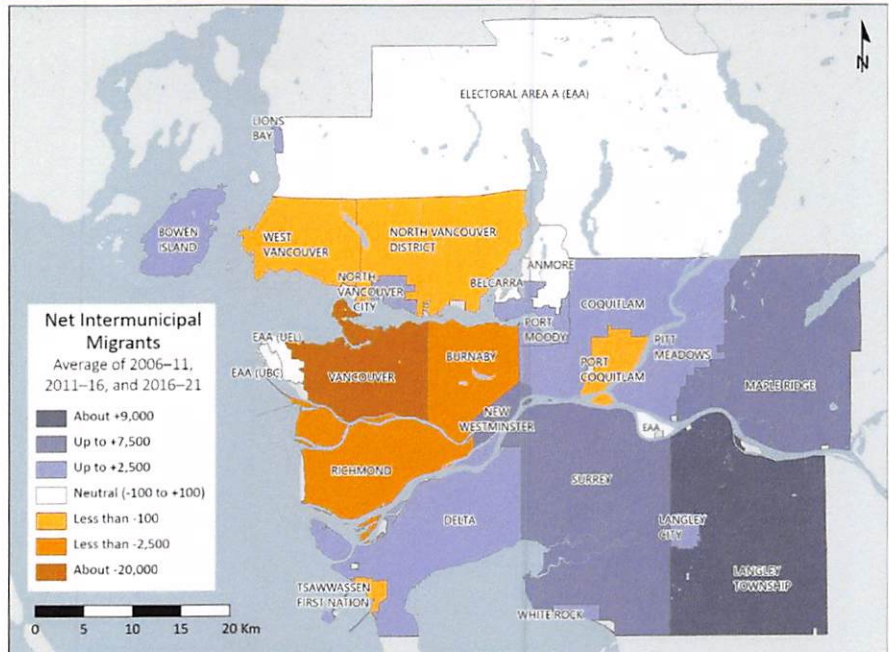 N
ELECTORAL AREA A (EAA)
LIONS
BAY
BOWEN
ISLAND
WEST
VANCOUVER
NORTH VANCOUVER
DISTRICT
NORTH
VANCOUVER
CITY
BELCARRA
ANMORE
COQUITLAM
PORT
MOODY
PITT
MEADOWS
PORT
COQUITLAM
MAPLE RIDGE
EAA (UEL)
EAA (UBC)
VANCOUVER
BURNABY
NEW
WESTMINSTER
EAA
RICHMOND
SURREY
DELTA
LANGLEY
CITY
LANGLEY
TOWNSHIP
TSAWWASSEN
FIRST NATION
WHITE ROCK
Net Intermunicipal
Migrants
Average of 2006–11,
2011–16, and 2016–21
About +9,000
Up to +7,500
Up to +2,500
Neutral (-100 to +100)
Less than -100
Less than -2,500
About -20,000
0 5 10 15 20 Km